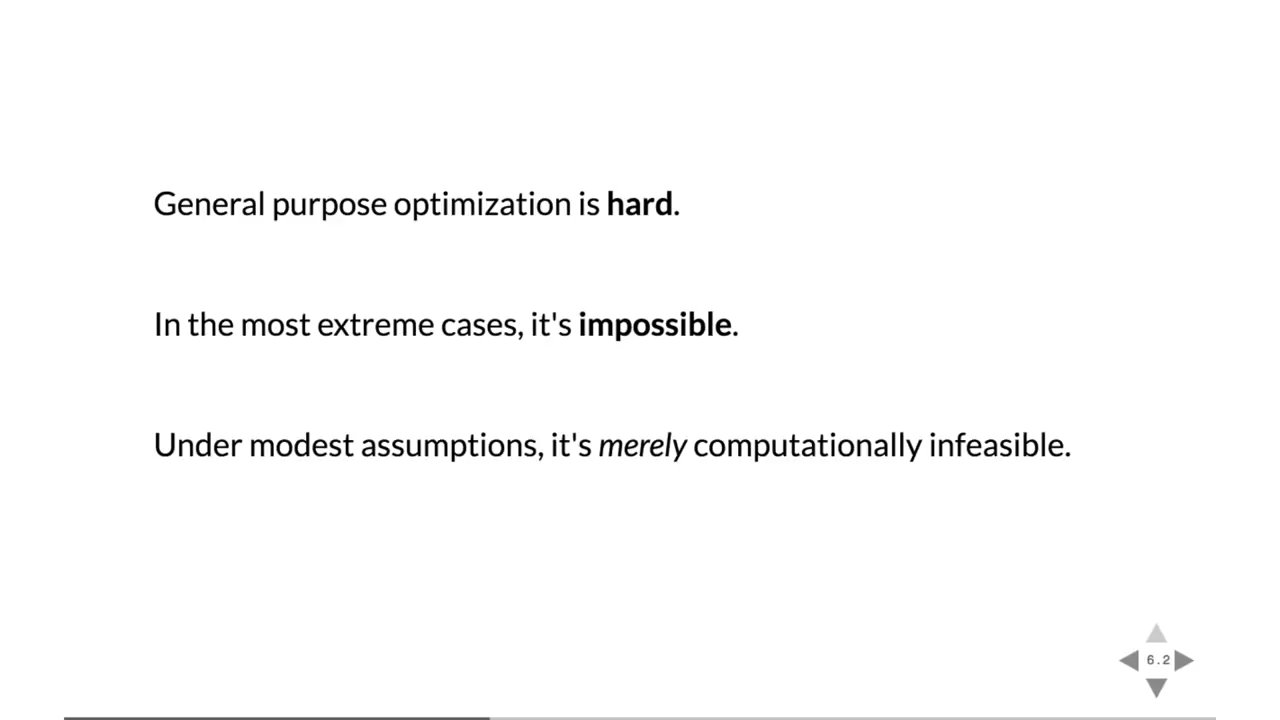 General purpose optimization is hard.
In the most extreme cases, it's impossible.
Under modest assumptions, it's merely computationally infeasible.
6.2